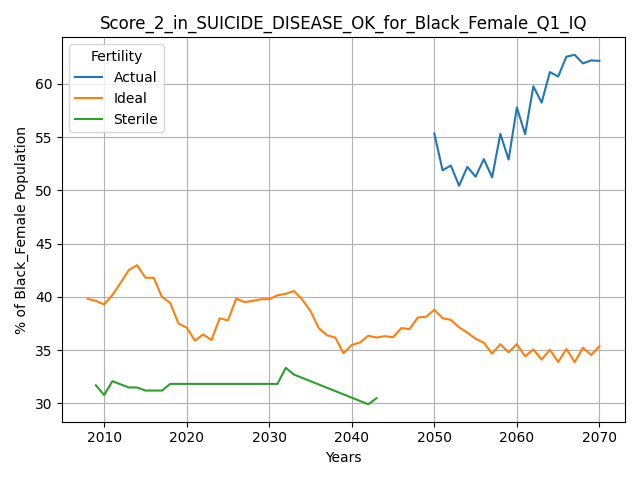 Score_2_in_SUICIDE_DISEASE_OK_for_Black_Female_Q1_IQ
Fertility
Actual
Ideal
Sterile
% of Black_Female Population
60
55
50
45
40
35
30
2010 2020 2030 2040 2050 2060 2070
Years